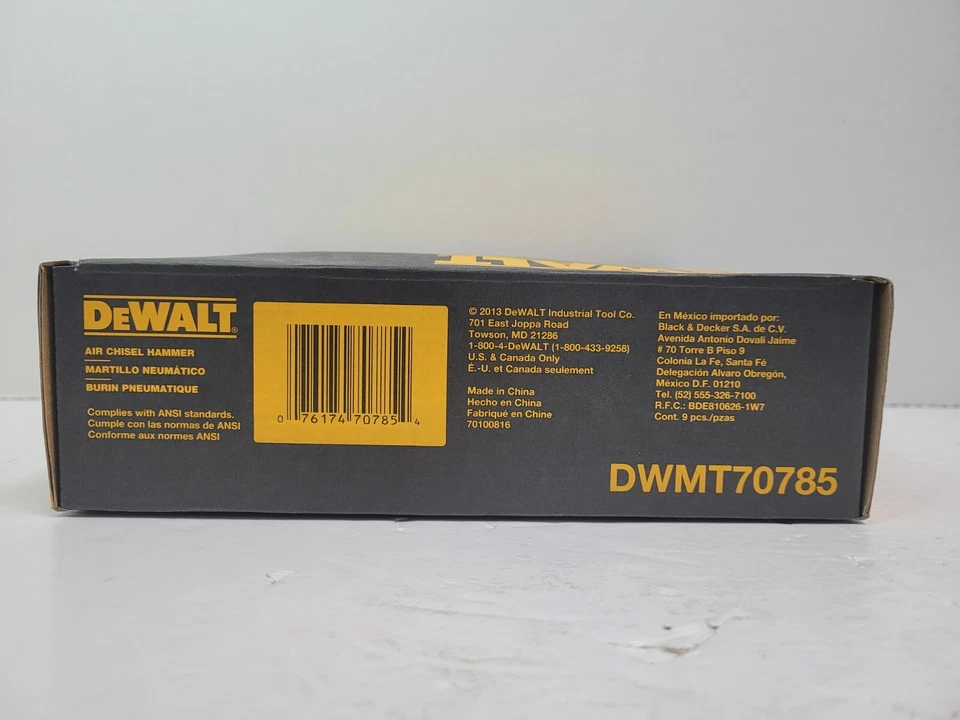 WALT
DEWALT®
AIR CHISEL HAMMER
MARTILLO NEUMÁTICO
BURIN PNEUMATIQUE
Complies with ANSI standards.
Cumple con las normas de ANSI
Conforme aux normes ANSI
0 76174 70785 4
© 2013 DeWALT Industrial Tool Co.
701 East Joppa Road
Towson, MD 21286
1-800-4-DeWALT (1-800-433-9258)
U.S. & Canada Only
É.-U. et Canada seulement
Made in China
Hecho en China
Fabriqué en Chine
70100816
En México importado por:
Black & Decker S.A. de C.V.
Avenida Antonio Dovali Jaime
# 70 Torre B Piso 9
Colonia La Fe, Santa Fé
Delegación Alvaro Obregón,
México D.F. 01210
Tel. (52) 555-326-7100
R.F.C.: BDE810626-1W7
Cont. 9 pcs./pzas
DWMT70785